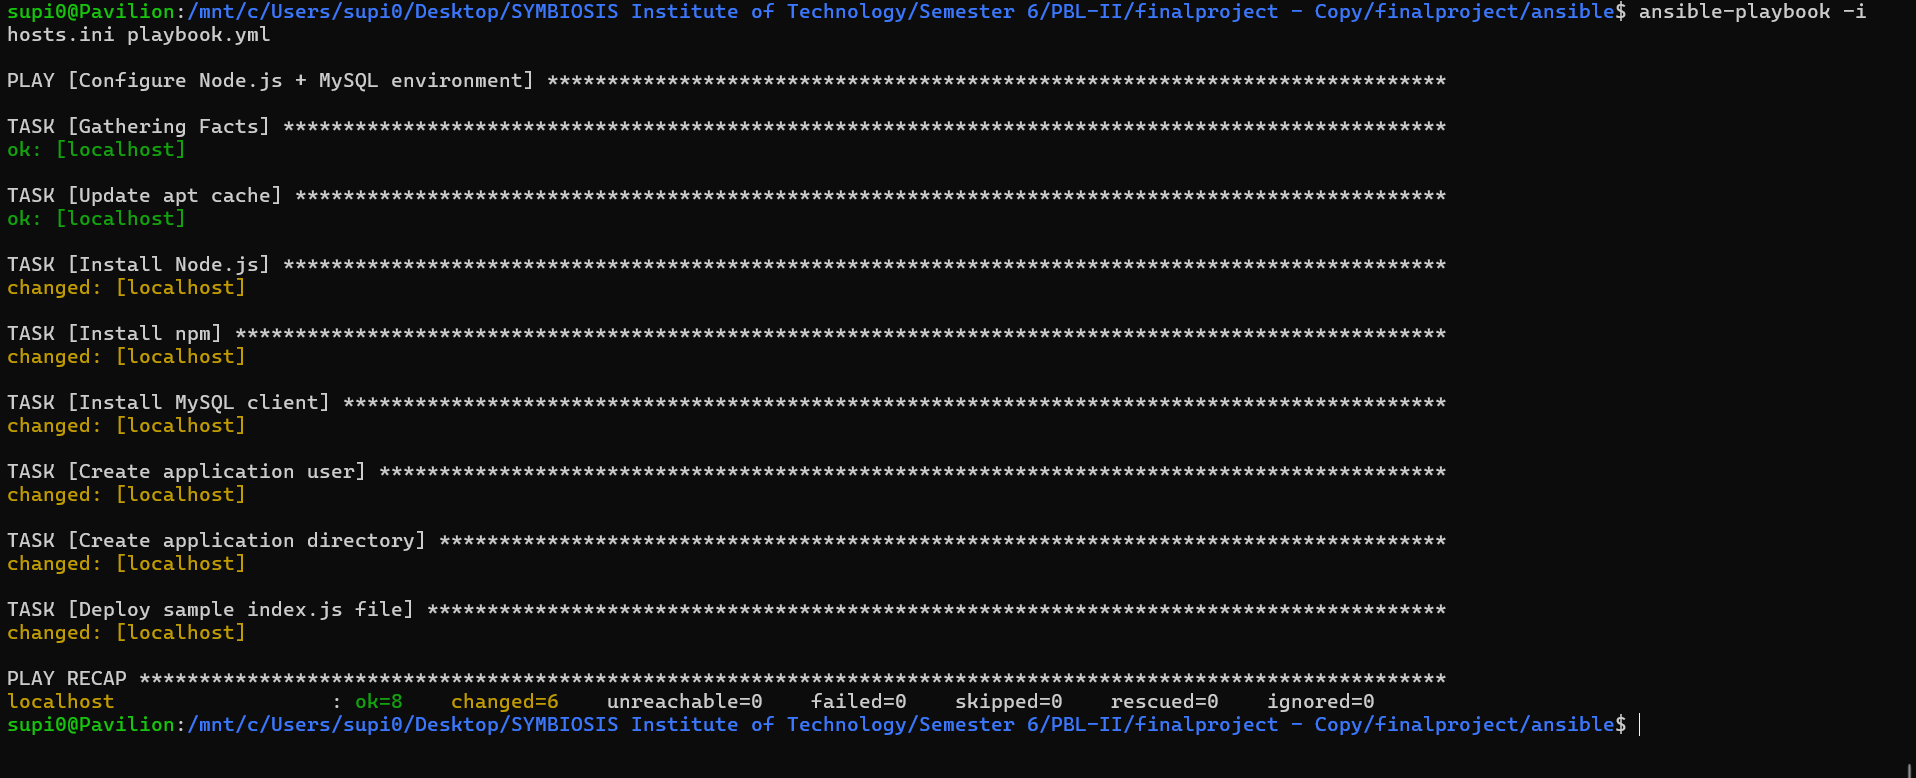 supi0@Pavilion:/mnt/c/Users/supi0/Desktop/SYMBIOSIS Institute of Technology/Semester 6/PBL-II/finalproject - Copy/finalproject/ansible$ ansible-playbook -i
hosts.ini playbook.yml
PLAY [Configure Node.js + MySQL environment] ***************************************************************************
TASK [Gathering Facts] *************************************************************************************************
ok: [localhost]
TASK [Update apt cache] ************************************************************************************************
ok: [localhost]
TASK [Install Node.js] *************************************************************************************************
changed: [localhost]
TASK [Install npm] *****************************************************************************************************
changed: [localhost]
TASK [Install MySQL client] ********************************************************************************************
changed: [localhost]
TASK [Create application user] *****************************************************************************************
changed: [localhost]
TASK [Create application directory] ************************************************************************************
changed: [localhost]
TASK [Deploy sample index.js file] *************************************************************************************
changed: [localhost]
PLAY RECAP *************************************************************************************************************
localhost                  : ok=8    changed=6    unreachable=0    failed=0    skipped=0    rescued=0    ignored=0
supi0@Pavilion:/mnt/c/Users/supi0/Desktop/SYMBIOSIS Institute of Technology/Semester 6/PBL-II/finalproject - Copy/finalproject/ansible$